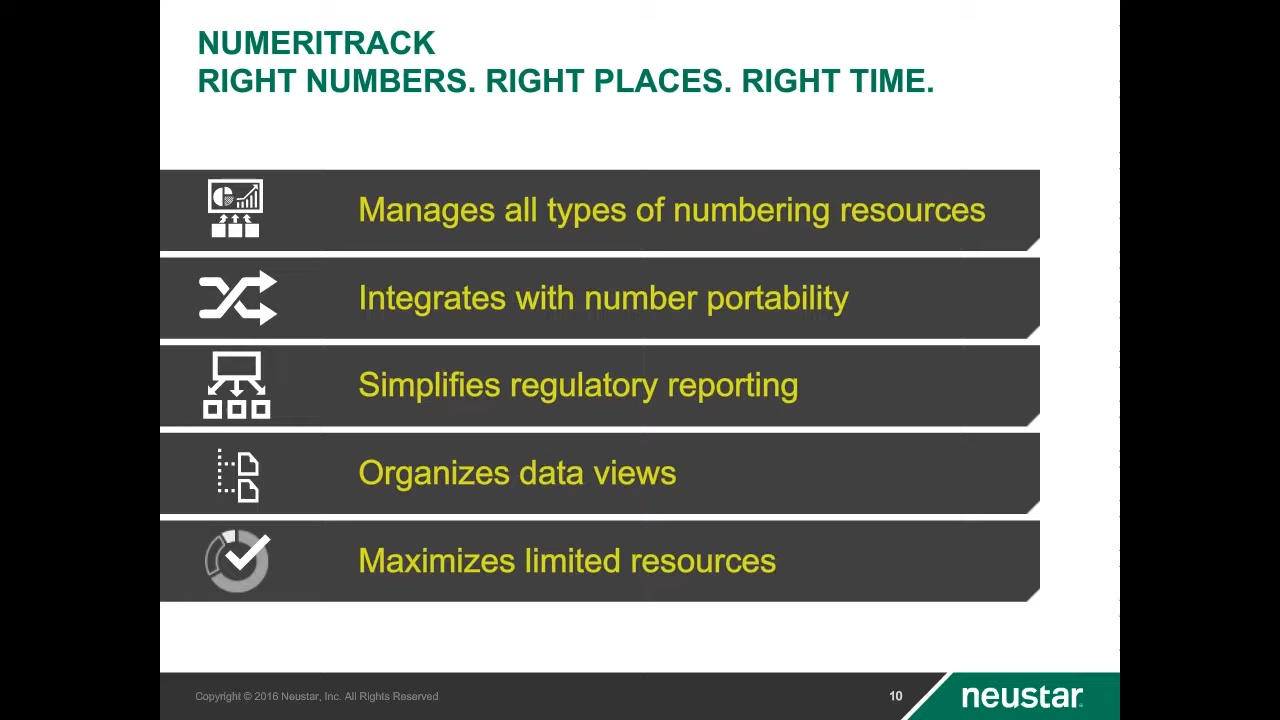 NUMERITRACK
RIGHT NUMBERS. RIGHT PLACES. RIGHT TIME.
Manages all types of numbering resources
Integrates with number portability
Simplifies regulatory reporting
Organizes data views
Maximizes limited resources
Copyright © 2016 Neustar, Inc. All Rights Reserved
10
neustar